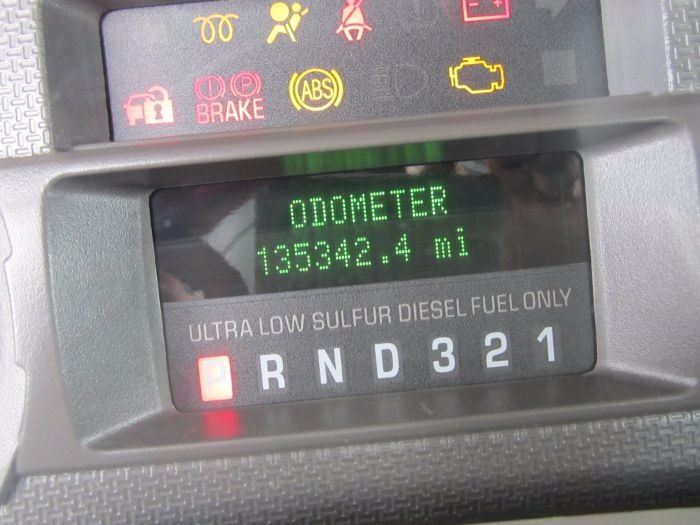 BRAKE
ABS
ODOMETER
135342.4 mi
ULTRA LOW SULFUR DIESEL FUEL ONLY
P R N D 3 2 1